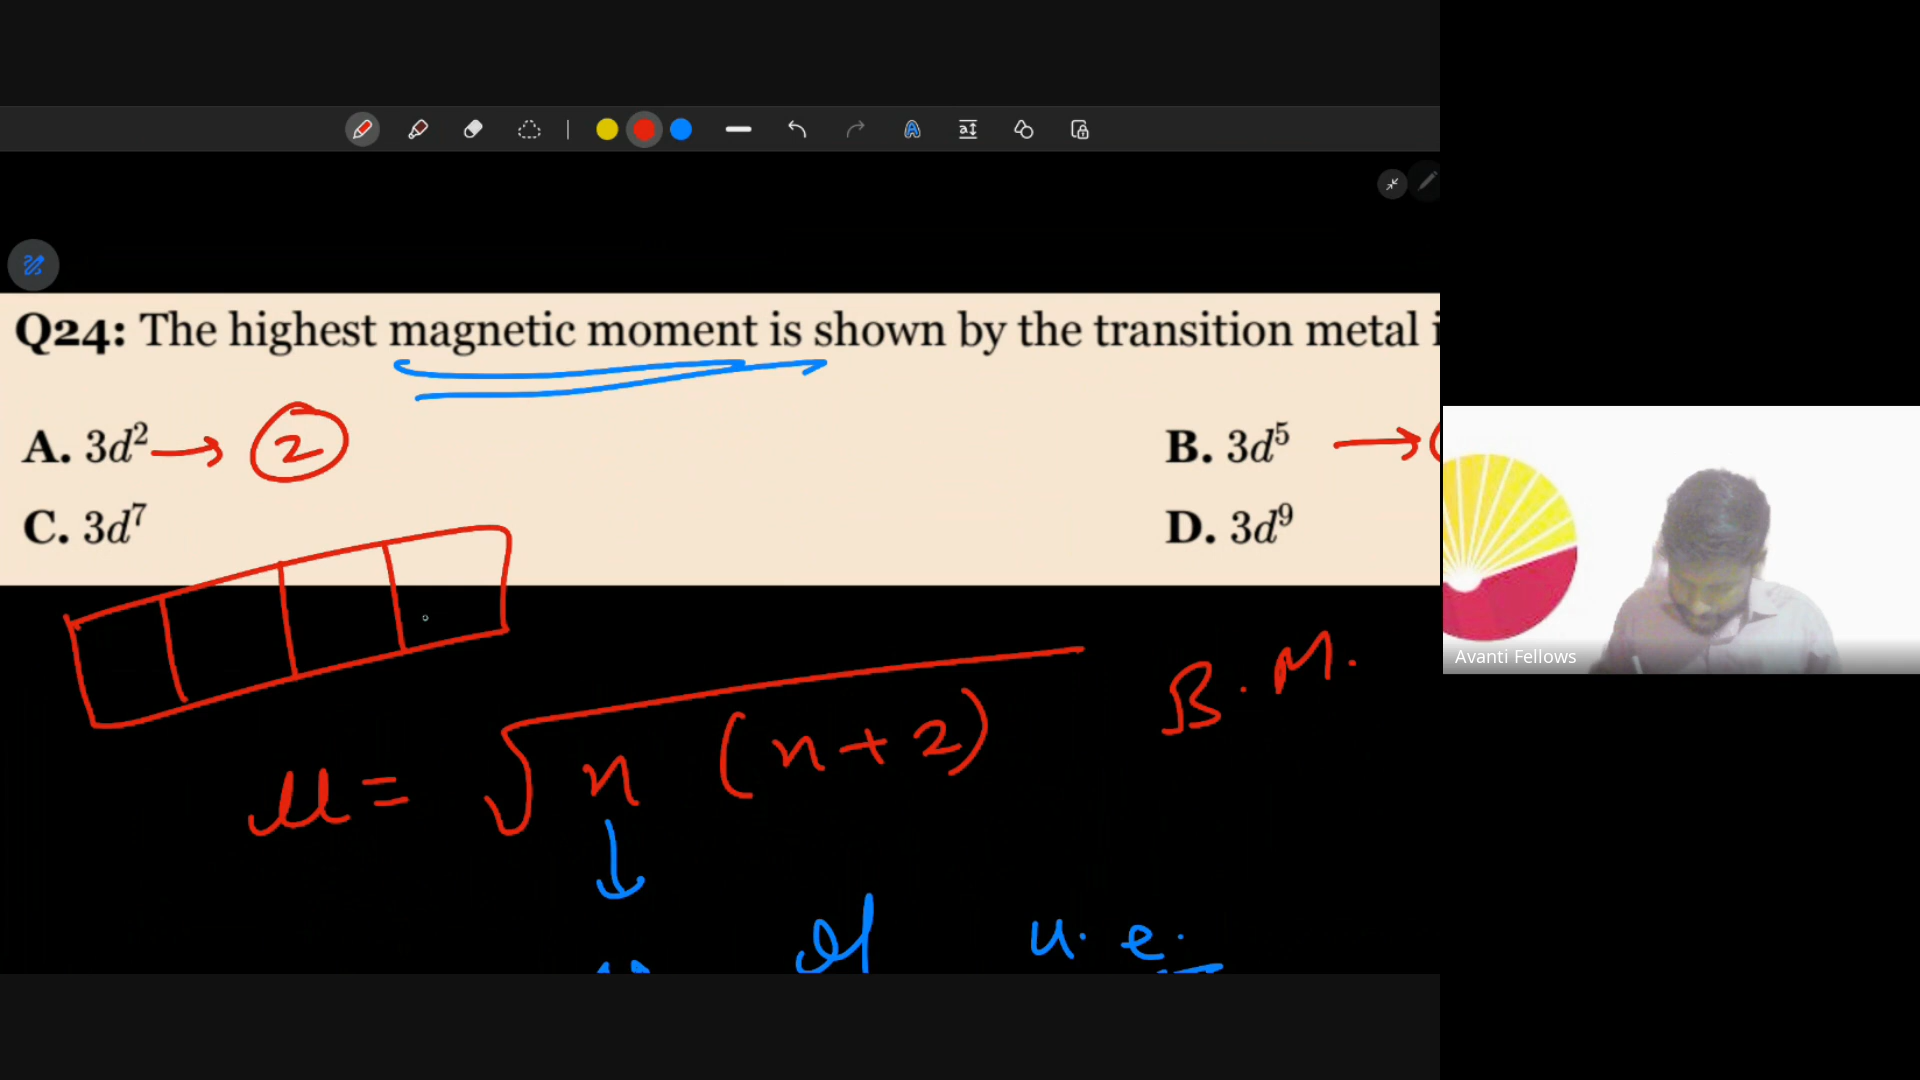 Q24: The highest magnetic moment is shown by the transition metal i
A. 3d² → 2
B. 3d⁵ →
C. 3d⁷
D. 3d⁹
μ = √n (n+2) B.M.
of u.e.
Avanti Fellows